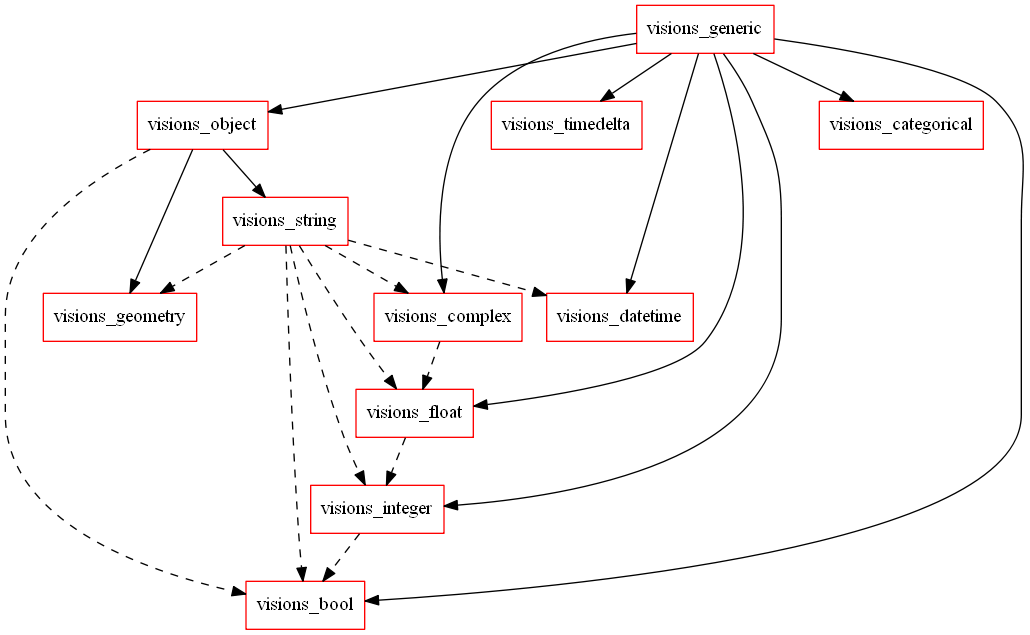 visions_generic
visions_object
visions_timedelta
visions_categorical
visions_string
visions_geometry
visions_complex
visions_datetime
visions_float
visions_integer
visions_bool